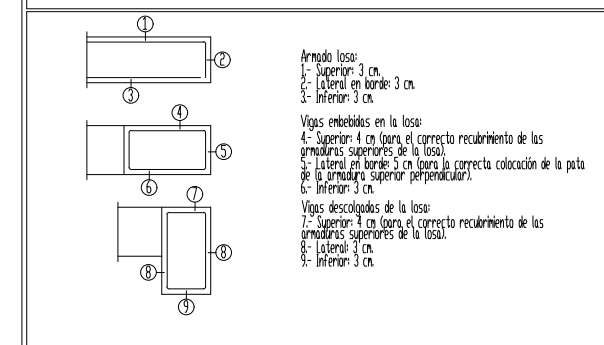 1
2
3
Armado losa:
1.- Superior: 3 cm.
2.- Lateral en borde: 3 cm.
3.- Inferior: 3 cm.
4
5
6
Vigas embebidas en la losa:
4.- Superior: 4 cm (para el correcto recubrimiento de las
armaduras superiores de la losa).
5.- Lateral en borde: 5 cm (para la correcta colocación de la pata
de la armadura superior perpendicular).
6.- Inferior: 3 cm.
7
8
8
9
Vigas descolgadas de la losa:
7.- Superior: 4 cm (para el correcto recubrimiento de las
armaduras superiores de la losa).
8.- Lateral: 3 cm.
9.- Inferior: 3 cm.